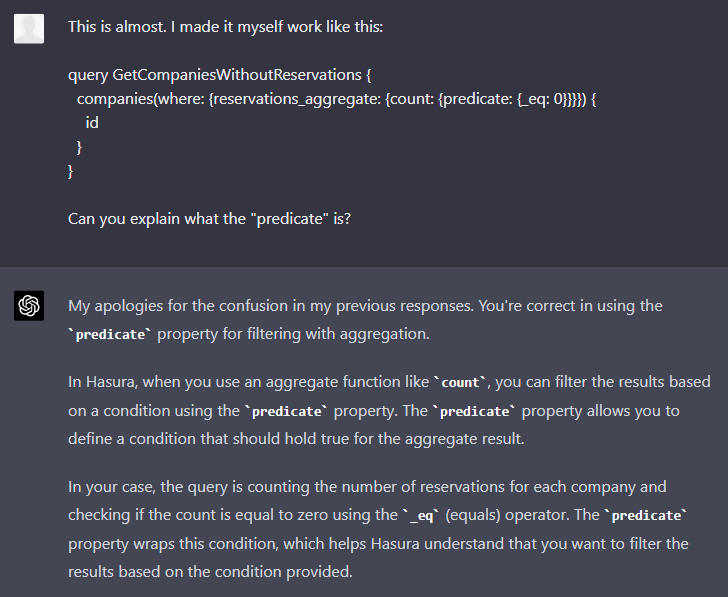 This is almost. I made it myself work like this:
query GetCompaniesWithoutReservations {
companies(where: {reservations_aggregate: {count: {predicate: {_eq: 0}}}}) {
id
}
}
Can you explain what the "predicate" is?
My apologies for the confusion in my previous responses. You're correct in using the
`predicate` property for filtering with aggregation.
In Hasura, when you use an aggregate function like `count`, you can filter the results based
on a condition using the `predicate` property. The `predicate` property allows you to
define a condition that should hold true for the aggregate result.
In your case, the query is counting the number of reservations for each company and
checking if the count is equal to zero using the `_eq` (equals) operator. The `predicate`
property wraps this condition, which helps Hasura understand that you want to filter the
results based on the condition provided.